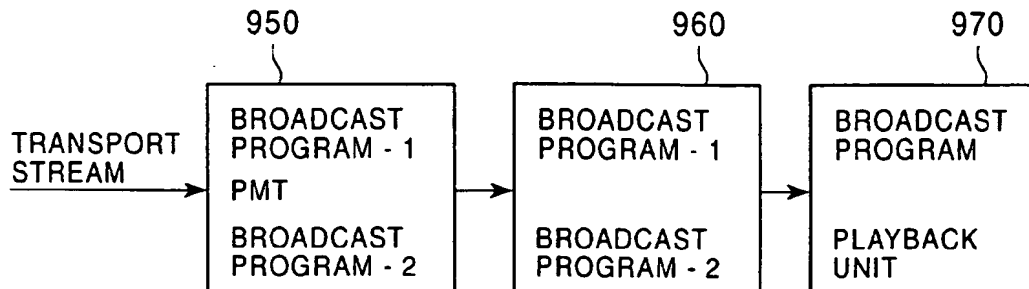 950
960
970
TRANSPORT
STREAM
BROADCAST
PROGRAM - 1
PMT
BROADCAST
PROGRAM - 2
BROADCAST
PROGRAM - 1
BROADCAST
PROGRAM - 2
BROADCAST
PROGRAM
PLAYBACK
UNIT